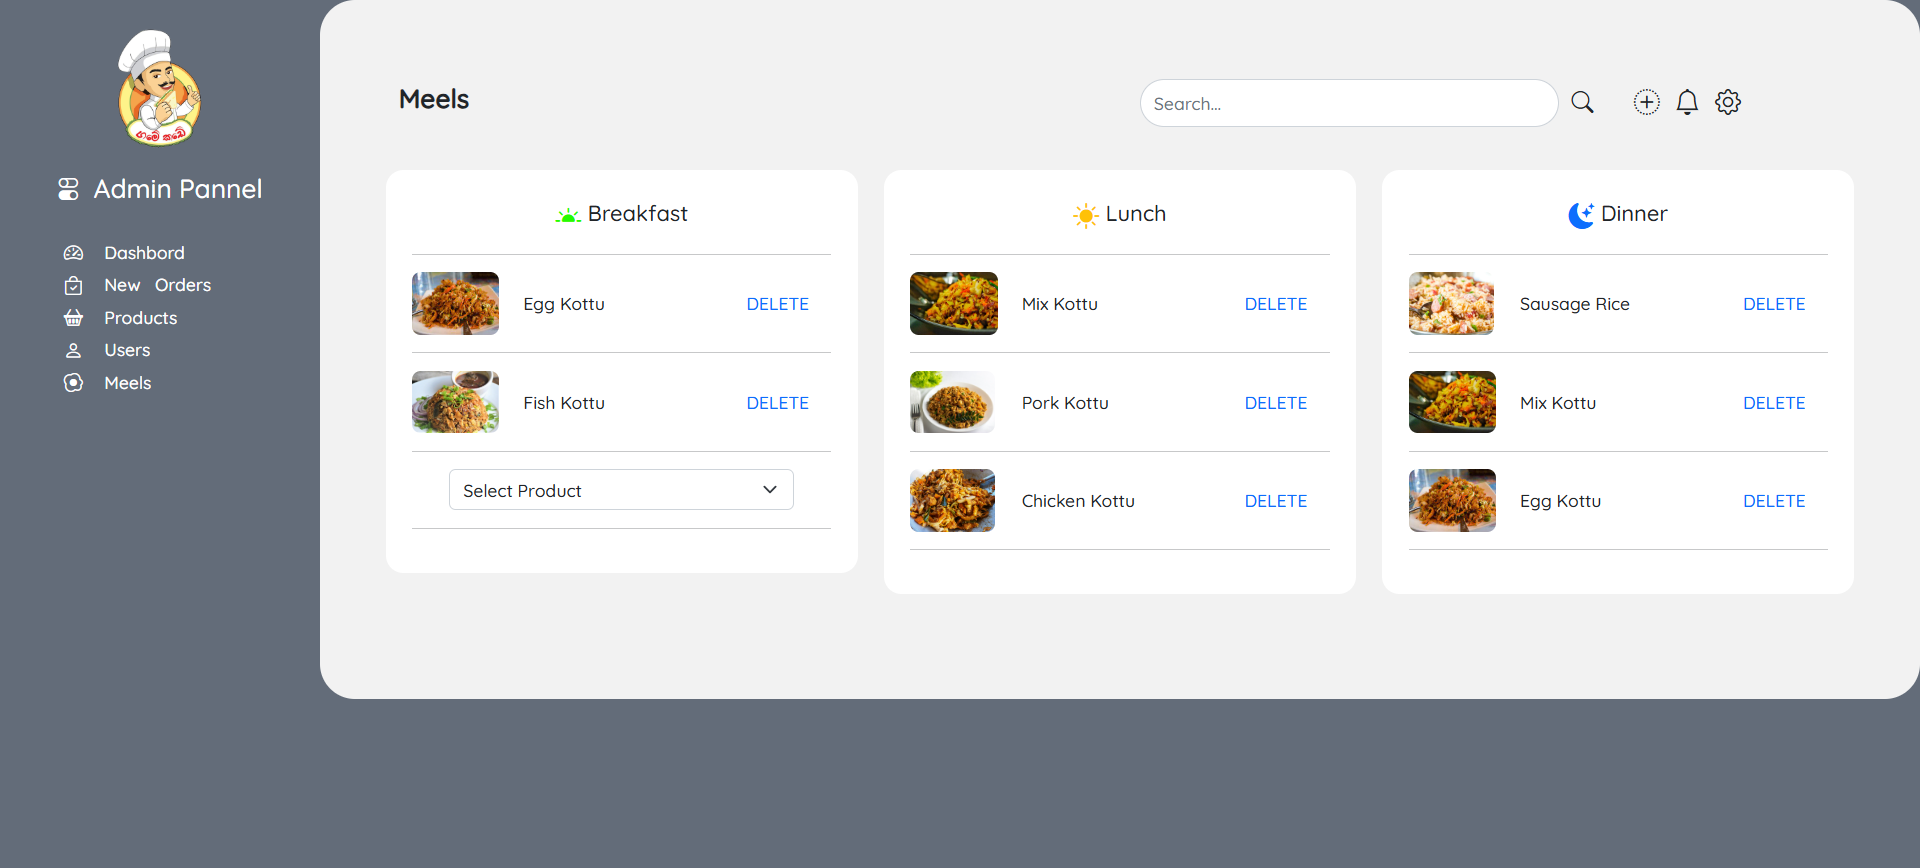 ගාමේ කඩේ
Admin Pannel
Dashbord
New Orders
Products
Users
Meels
Meels
Search...
Breakfast
Egg Kottu DELETE
Fish Kottu DELETE
Select Product
Lunch
Mix Kottu DELETE
Pork Kottu DELETE
Chicken Kottu DELETE
Dinner
Sausage Rice DELETE
Mix Kottu DELETE
Egg Kottu DELETE